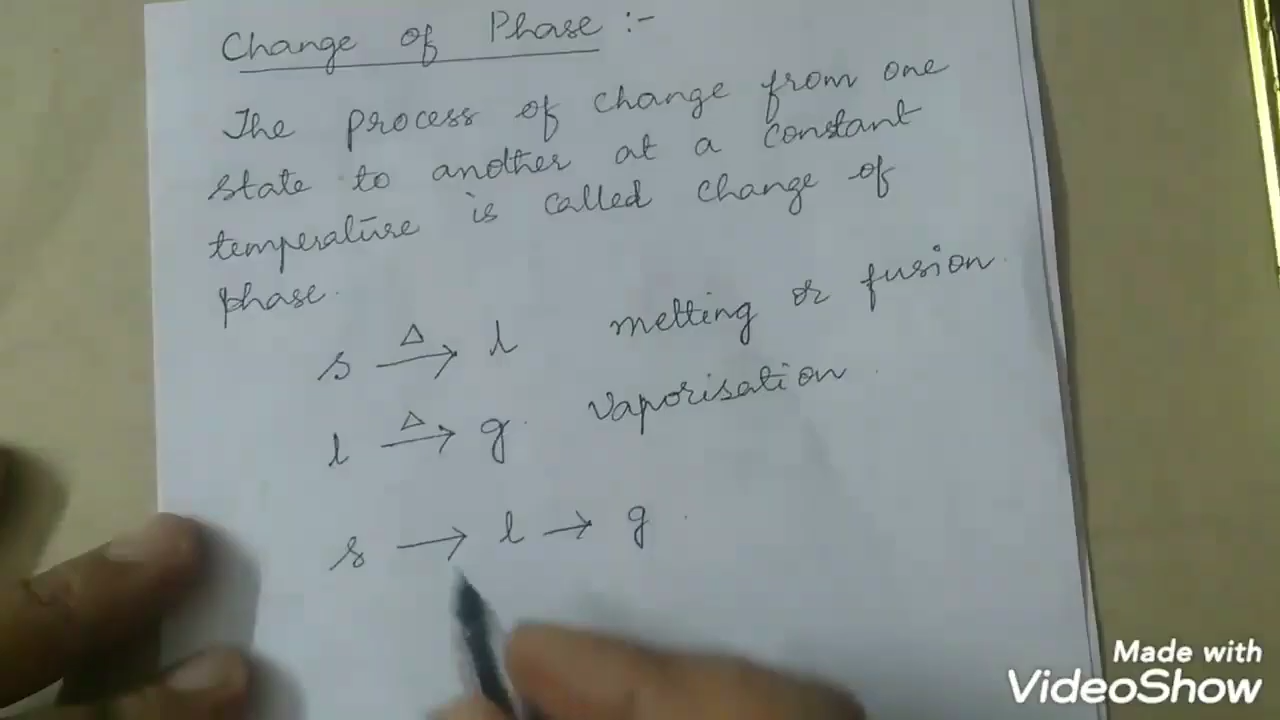 Change of Phase :-
The process of change from one
state to another at a constant
temperature is called change of
phase.
s Δ→ l melting or fusion.
l Δ→ g. vaporisation.
s → l → g.
Made with
VideoShow